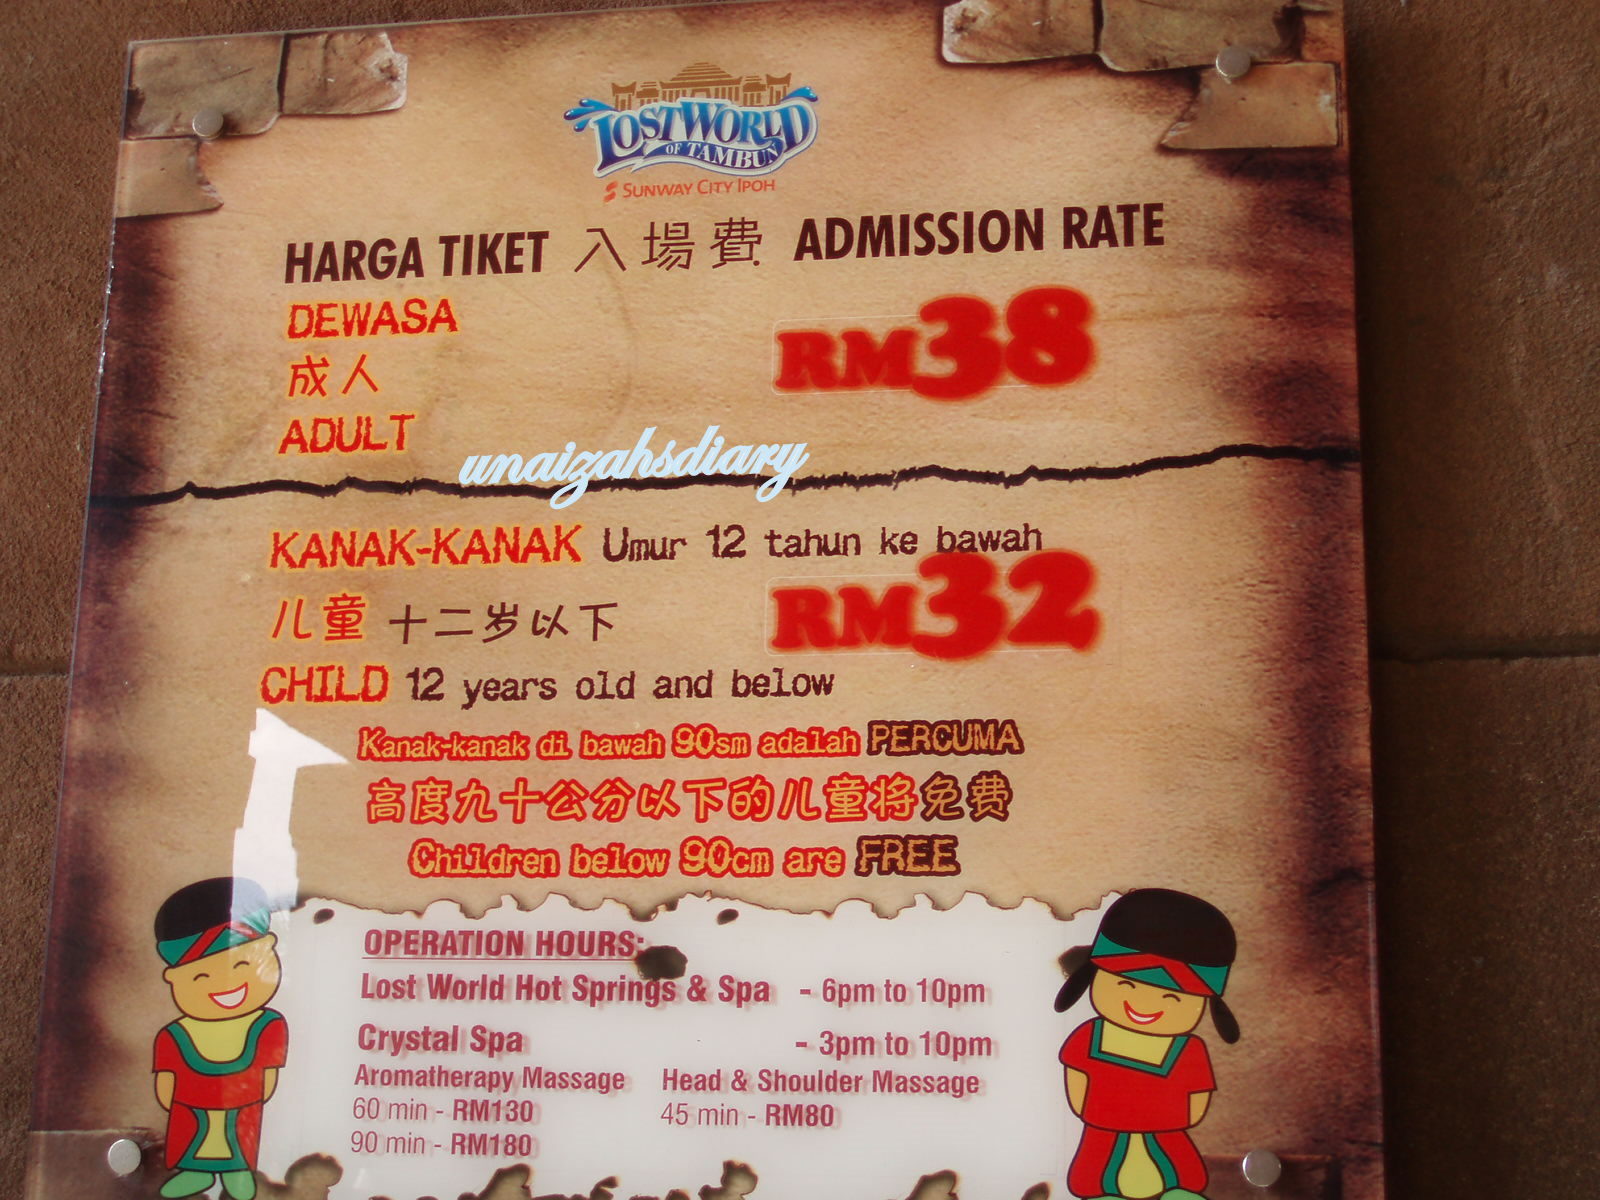 LOST WORLD
OF TAMBUN
SUNWAY CITY IPOH
HARGA TIKET 入場費 ADMISSION RATE
DEWASA
成人
ADULT
RM38
unaizahsdiary
KANAK-KANAK Umur 12 tahun ke bawah
儿童 十二岁以下
RM32
CHILD 12 years old and below
Kanak-kanak di bawah 90sm adalah PERCUMA
高度九十公分以下的儿童将免费
Children below 90cm are FREE
OPERATION HOURS:
Lost World Hot Springs & Spa - 6pm to 10pm
Crystal Spa - 3pm to 10pm
Aromatherapy Massage Head & Shoulder Massage
60 min - RM130 45 min - RM80
90 min - RM180